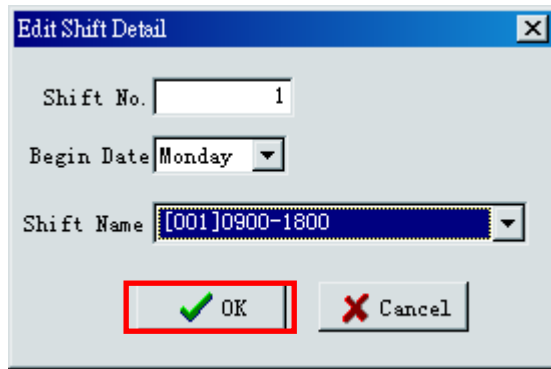 Edit Shift Detail
Shift No. 1
Begin Date Monday
Shift Name [001]0900-1800
OK Cancel